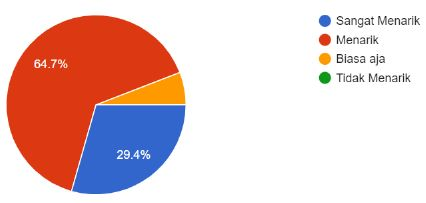 64.7%
29.4%
Sangat Menarik
Menarik
Biasa aja
Tidak Menarik